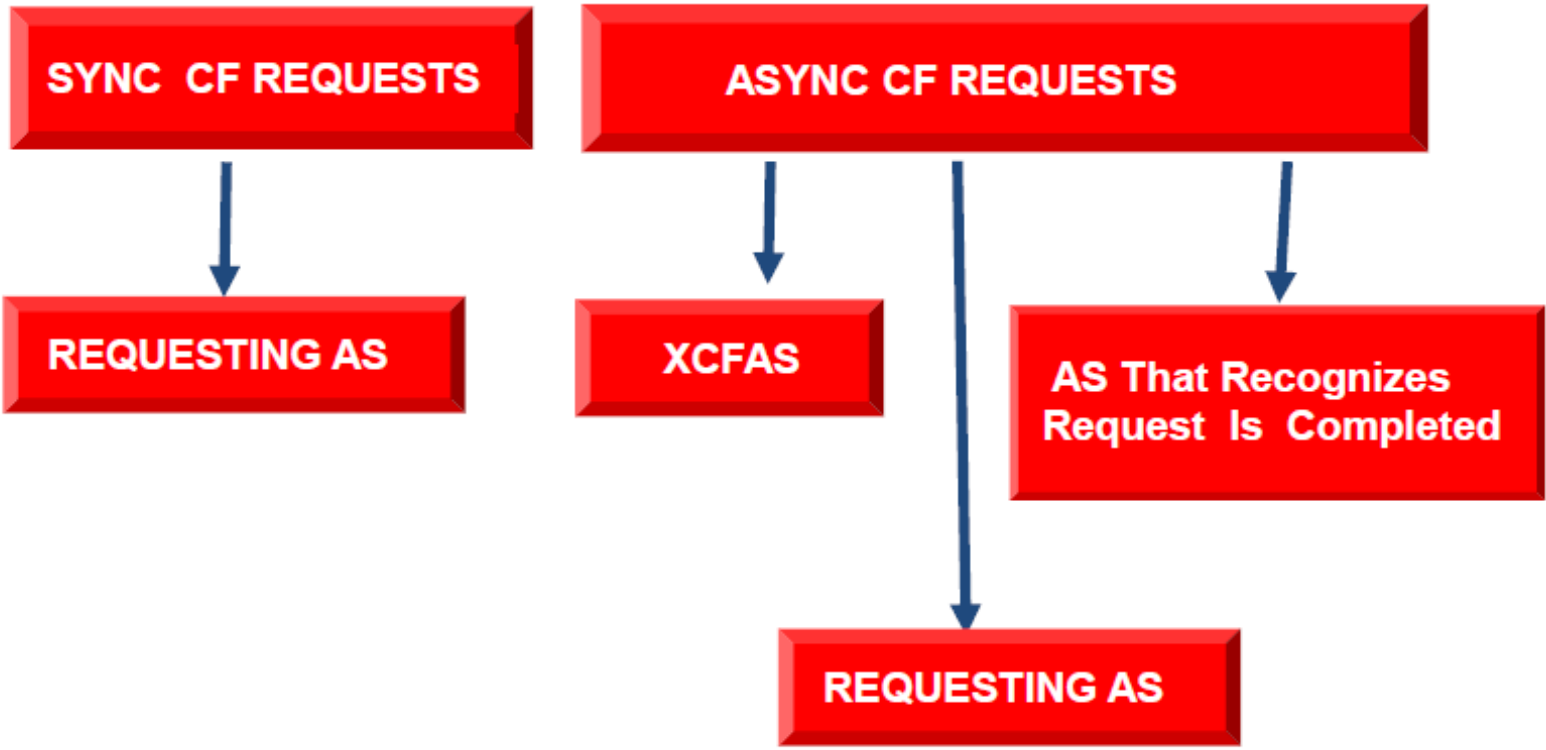 SYNC CF REQUESTS
ASYNC CF REQUESTS
REQUESTING AS
XCFAS
AS That Recognizes
Request Is Completed
REQUESTING AS